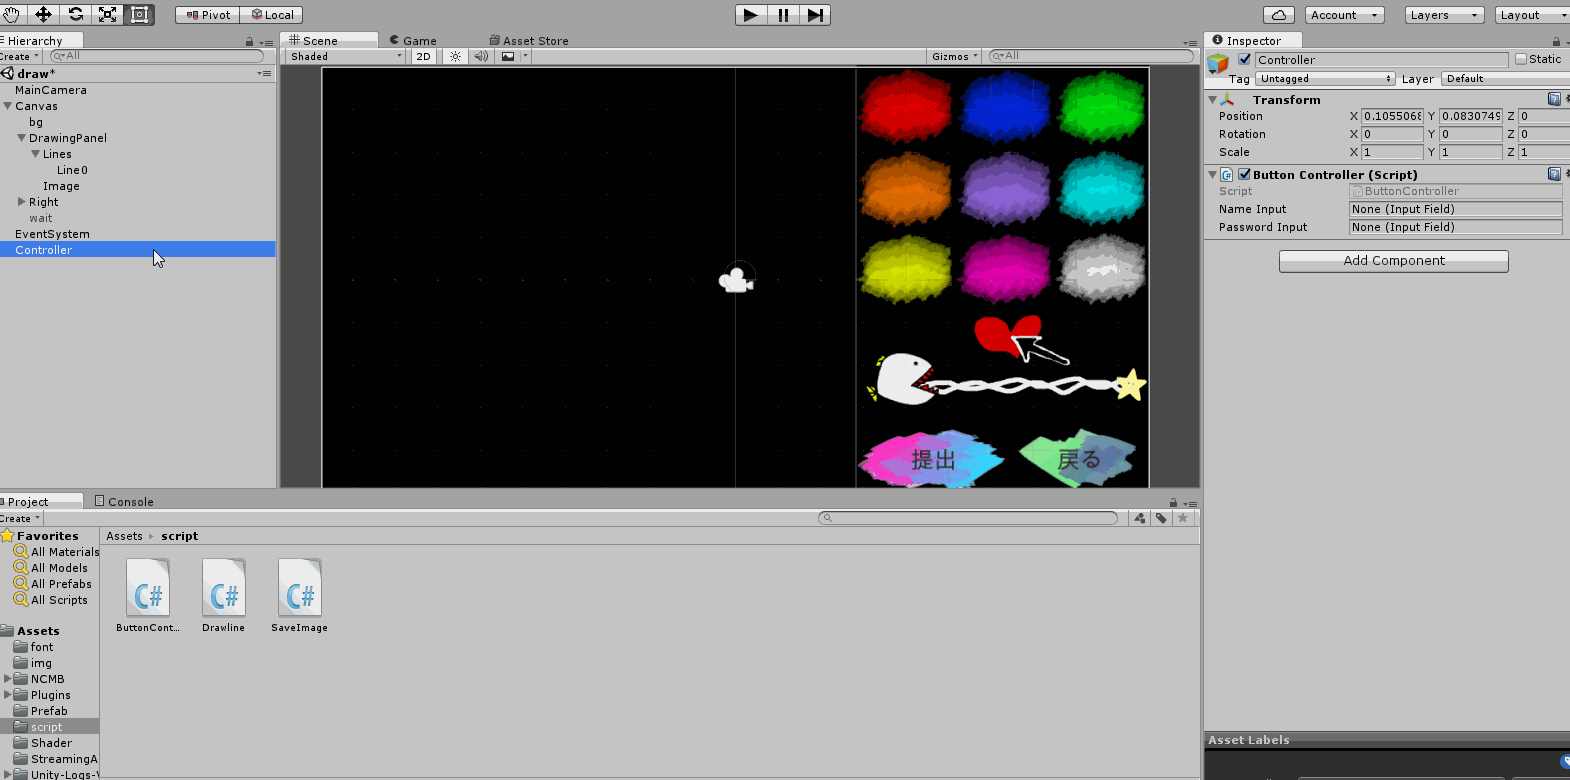 Pivot Local Account Layers Layout
Hierarchy
Create All
draw*
MainCamera
Canvas
bg
DrawingPanel
Lines
Line0
Image
Right
wait
EventSystem
Controller
Scene Game Asset Store
Shaded 2D Gizmos All
提出 戻る
Inspector
Controller Static
Tag Untagged Layer Default
Transform
Position X 0.1055068 Y 0.0830749 Z 0
Rotation X 0 Y 0 Z 0
Scale X 1 Y 1 Z 1
Button Controller (Script)
Script ButtonController
Name Input None (Input Field)
Password Input None (Input Field)
Add Component
Asset Labels
Project Console
Create
Favorites
All Materials
All Models
All Prefabs
All Scripts
Assets
font
img
NCMB
Plugins
Prefab
script
Shader
StreamingA
Unity-Logs-V
Assets script
C# C# C#
ButtonCont... Drawline SaveImage